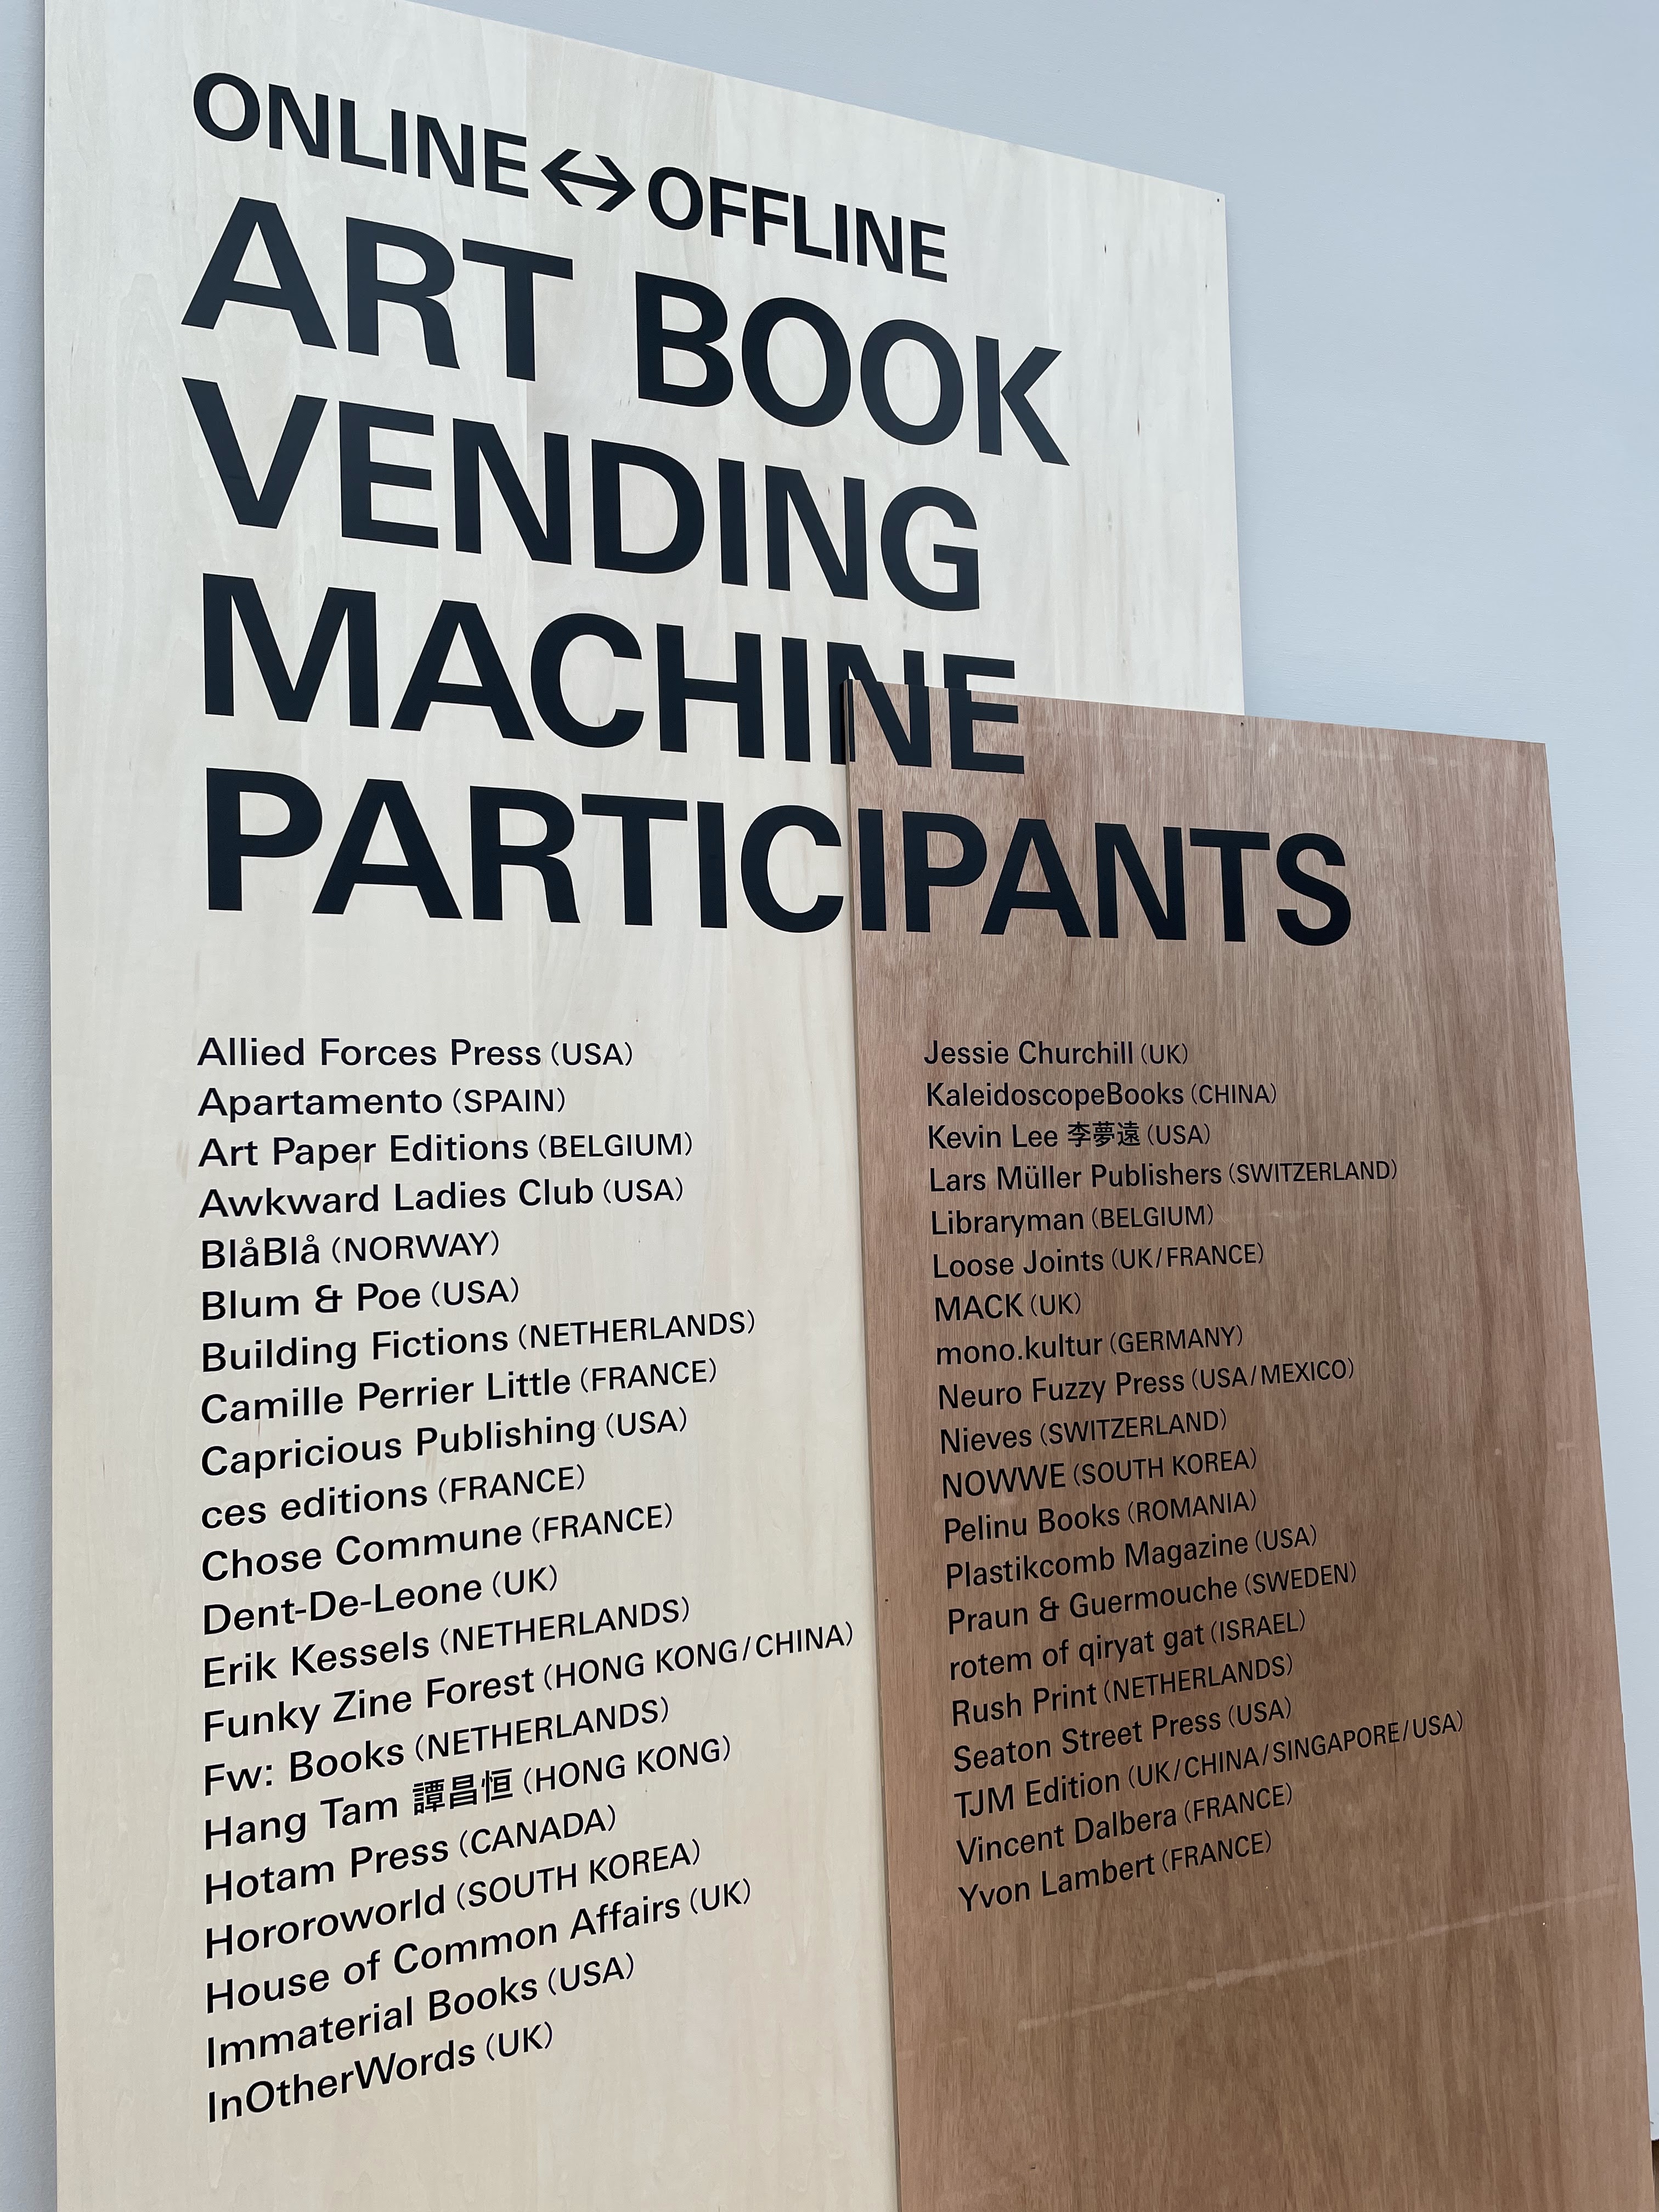 ONLINE↔OFFLINE
ART BOOK
VENDING
MACHINE
PARTICIPANTS
Allied Forces Press (USA)
Apartamento (SPAIN)
Art Paper Editions (BELGIUM)
Awkward Ladies Club (USA)
BlåBlå (NORWAY)
Blum & Poe (USA)
Building Fictions (NETHERLANDS)
Camille Perrier Little (FRANCE)
Capricious Publishing (USA)
ces editions (FRANCE)
Chose Commune (FRANCE)
Dent-De-Leone (UK)
Erik Kessels (NETHERLANDS)
Funky Zine Forest (HONG KONG/CHINA)
Fw: Books (NETHERLANDS)
Hang Tam 譚昌恒 (HONG KONG)
Hotam Press (CANADA)
Hororoworld (SOUTH KOREA)
House of Common Affairs (UK)
Immaterial Books (USA)
InOtherWords (UK)
Jessie Churchill (UK)
KaleidoscopeBooks (CHINA)
Kevin Lee 李夢遠 (USA)
Lars Müller Publishers (SWITZERLAND)
Libraryman (BELGIUM)
Loose Joints (UK/FRANCE)
MACK (UK)
mono.kultur (GERMANY)
Neuro Fuzzy Press (USA/MEXICO)
Nieves (SWITZERLAND)
NOWWE (SOUTH KOREA)
Pelinu Books (ROMANIA)
Plastikcomb Magazine (USA)
Praun & Guermouche (SWEDEN)
rotem of qiryat gat (ISRAEL)
Rush Print (NETHERLANDS)
Seaton Street Press (USA)
TJM Edition (UK/CHINA/SINGAPORE/USA)
Vincent Dalbera (FRANCE)
Yvon Lambert (FRANCE)